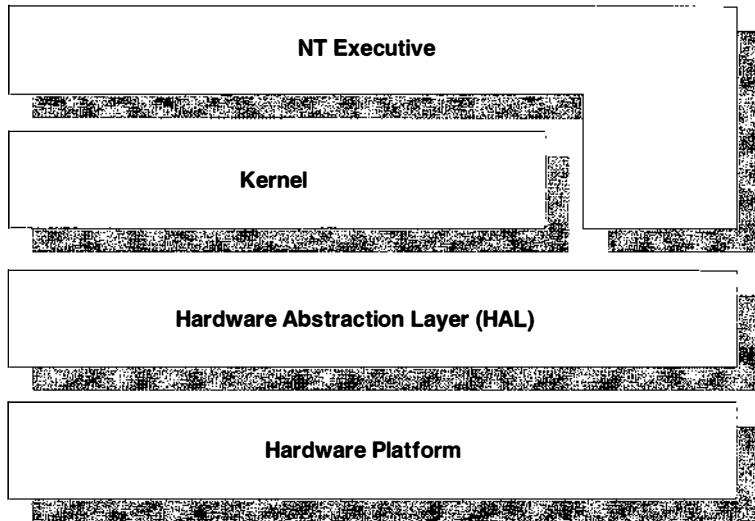 NT Executive
Kernel
Hardware Abstraction Layer (HAL)
Hardware Platform